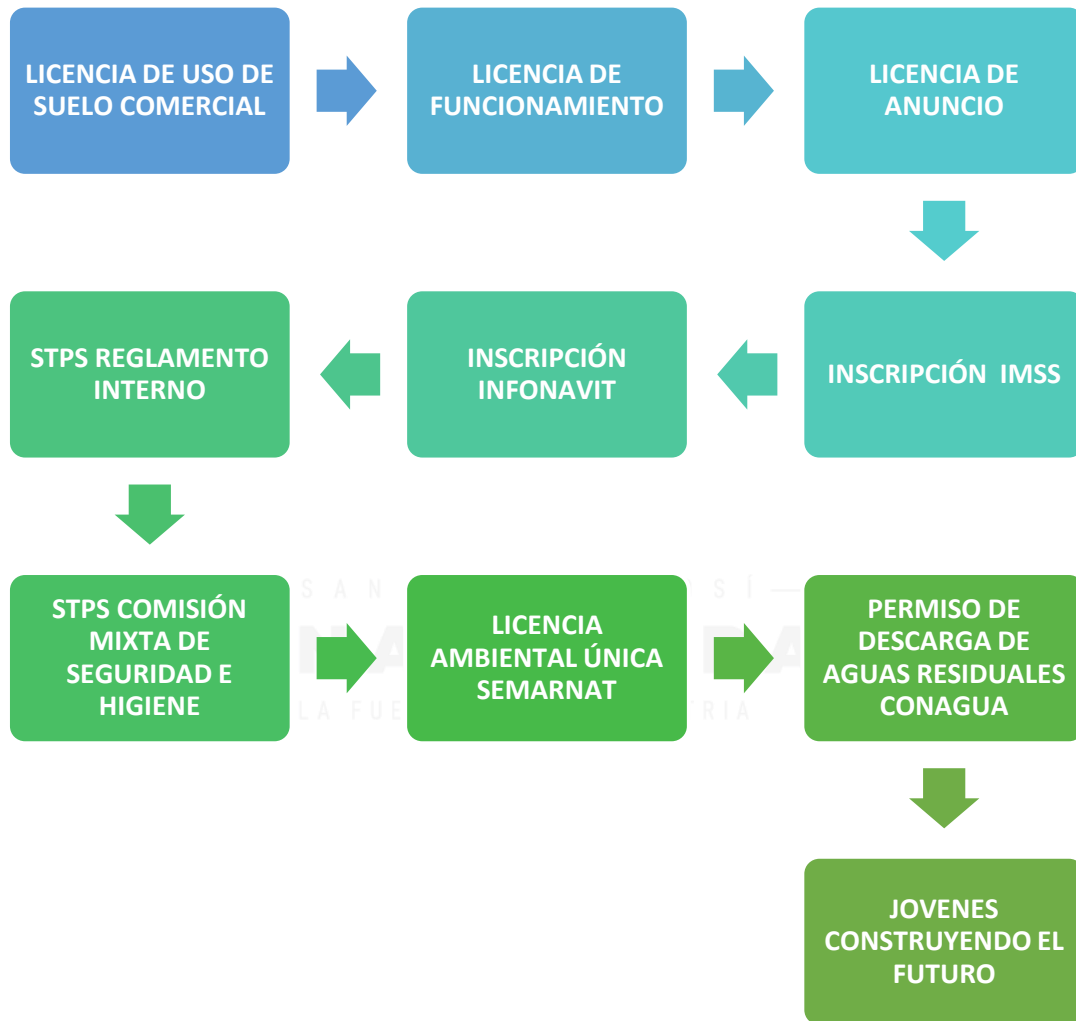 LICENCIA DE USO DE
SUELO COMERCIAL
LICENCIA DE
FUNCIONAMIENTO
LICENCIA DE
ANUNCIO
INSCRIPCIÓN  IMSS
INSCRIPCIÓN
INFONAVIT
STPS REGLAMENTO
INTERNO
STPS COMISIÓN
MIXTA DE
SEGURIDAD E
HIGIENE
LICENCIA
AMBIENTAL ÚNICA
SEMARNAT
PERMISO DE
DESCARGA DE
AGUAS RESIDUALES
CONAGUA
JOVENES
CONSTRUYENDO EL
FUTURO